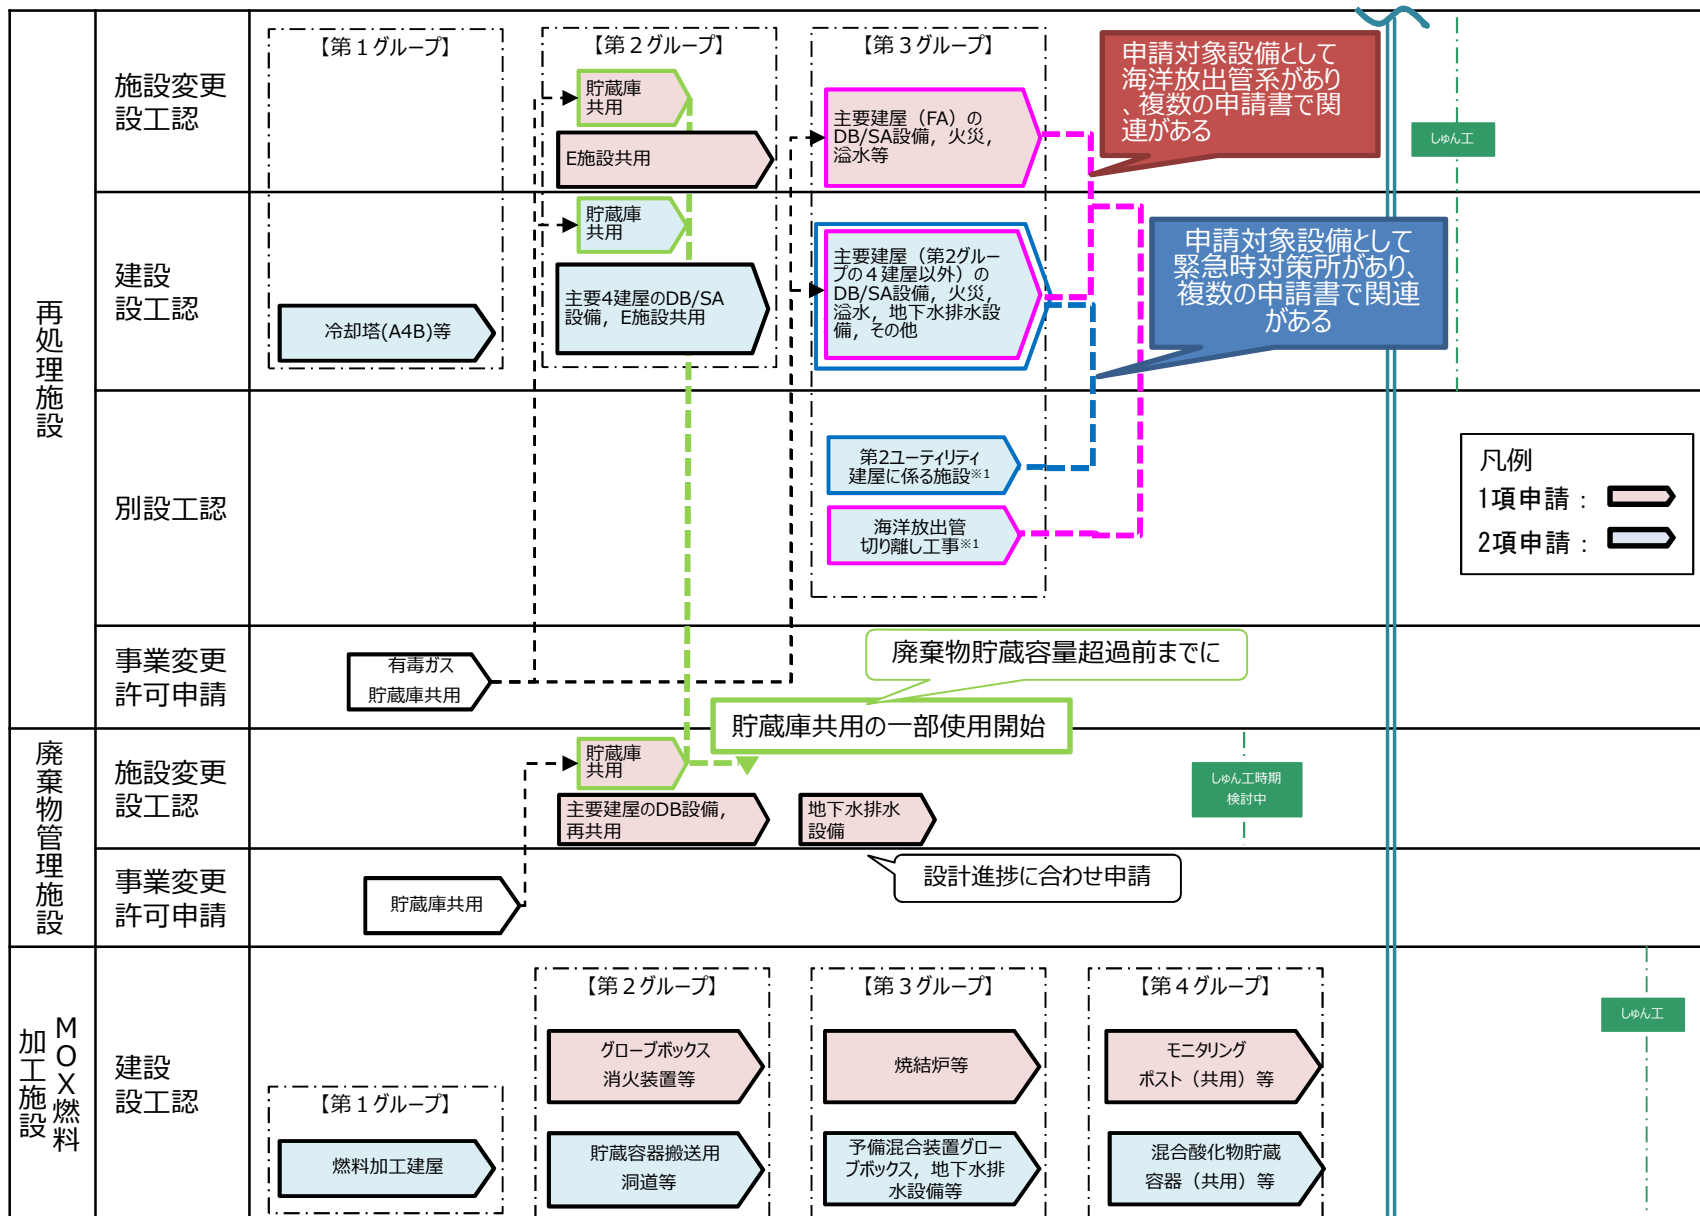 再処理施設
施設変更
設工認
【第1グループ】
【第2グループ】
貯蔵庫
共用
E施設共用
【第3グループ】
主要建屋（FA）の
DB/SA設備，火災，
溢水等
申請対象設備として
海洋放出管系があり
、複数の申請書で関
連がある
しゅん工
建設
設工認
冷却塔(A4B)等
貯蔵庫
共用
主要4建屋のDB/SA
設備，E施設共用
主要建屋（第2グルー
プの４建屋以外）の
DB/SA設備，火災，
溢水，地下水排水設
備，その他
申請対象設備として
緊急時対策所があり、
複数の申請書で関連
がある
別設工認
第2ユーティリティ
建屋に係る施設※1
海洋放出管
切り離し工事※1
凡例
1項申請：
2項申請：
事業変更
許可申請
有毒ガス
貯蔵庫共用
廃棄物貯蔵容量超過前までに
貯蔵庫共用の一部使用開始
廃棄物管理施設
施設変更
設工認
貯蔵庫
共用
主要建屋のDB設備，
再共用
地下水排水
設備
しゅん工時期
検討中
設計進捗に合わせ申請
事業変更
許可申請
貯蔵庫共用
MOX燃料
加工施設
建設
設工認
【第1グループ】
燃料加工建屋
【第2グループ】
グローブボックス
消火装置等
貯蔵容器搬送用
洞道等
【第3グループ】
焼結炉等
予備混合装置グロー
ブボックス，地下水排
水設備等
【第4グループ】
モニタリング
ポスト（共用）等
混合酸化物貯蔵
容器（共用）等
しゅん工